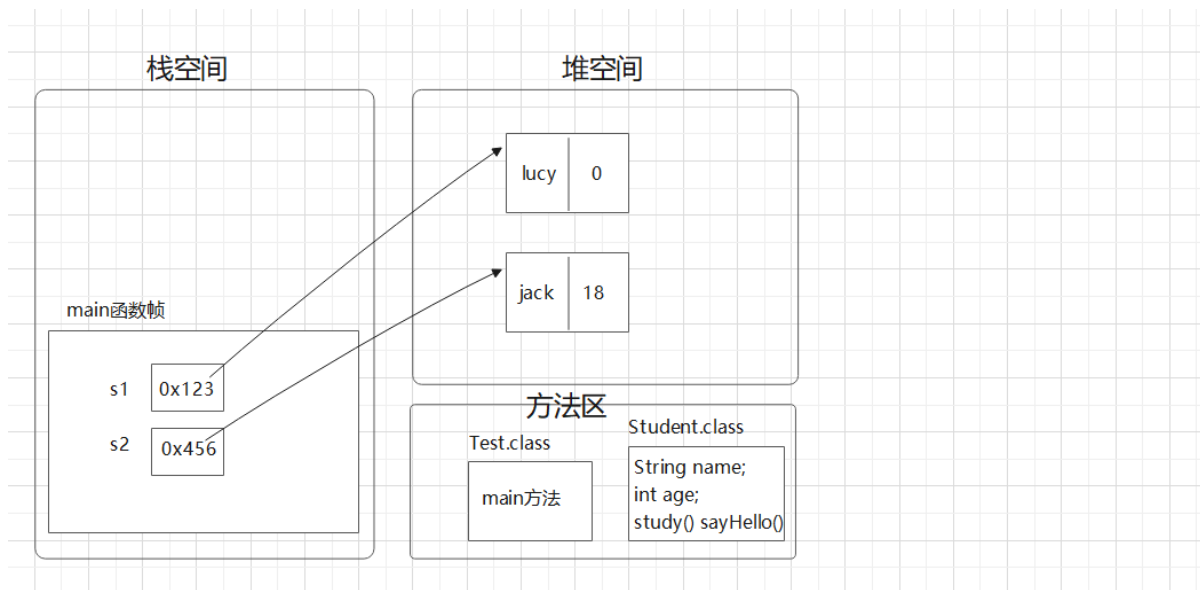 栈空间
堆空间
lucy 0
jack 18
main函数帧
s1 0x123
s2 0x456
方法区
Test.class
main方法
Student.class
String name;
int age;
study() sayHello()